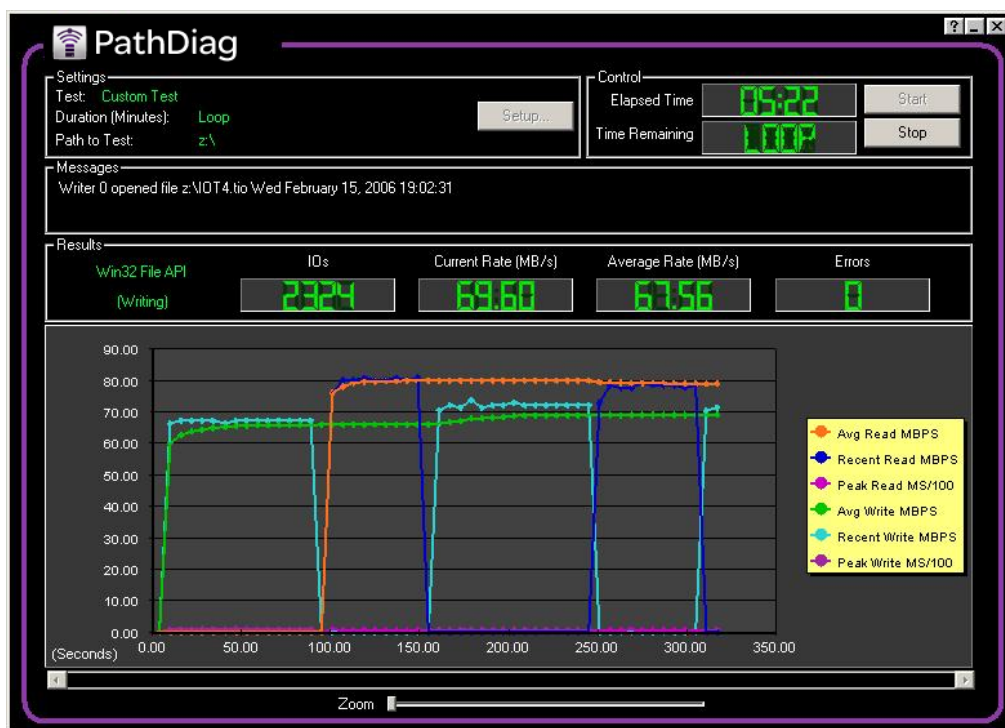 PathDiag
? _ X
Settings
Test: Custom Test
Duration (Minutes): Loop
Path to Test: z:\
Setup...
Control
Elapsed Time 05:22 Start
Time Remaining LOOP Stop
Messages
Writer 0 opened file z:\IOT4.tio Wed February 15, 2006 19:02:31
Results
Win32 File API
(Writing)
IOs Current Rate (MB/s) Average Rate (MB/s) Errors
2324 69.60 67.56 0
90.00
80.00
70.00
60.00
50.00
40.00
30.00
20.00
10.00
0.00
(Seconds) 0.00 50.00 100.00 150.00 200.00 250.00 300.00 350.00
Avg Read MBPS
Recent Read MBPS
Peak Read MS/100
Avg Write MBPS
Recent Write MBPS
Peak Write MS/100
Zoom